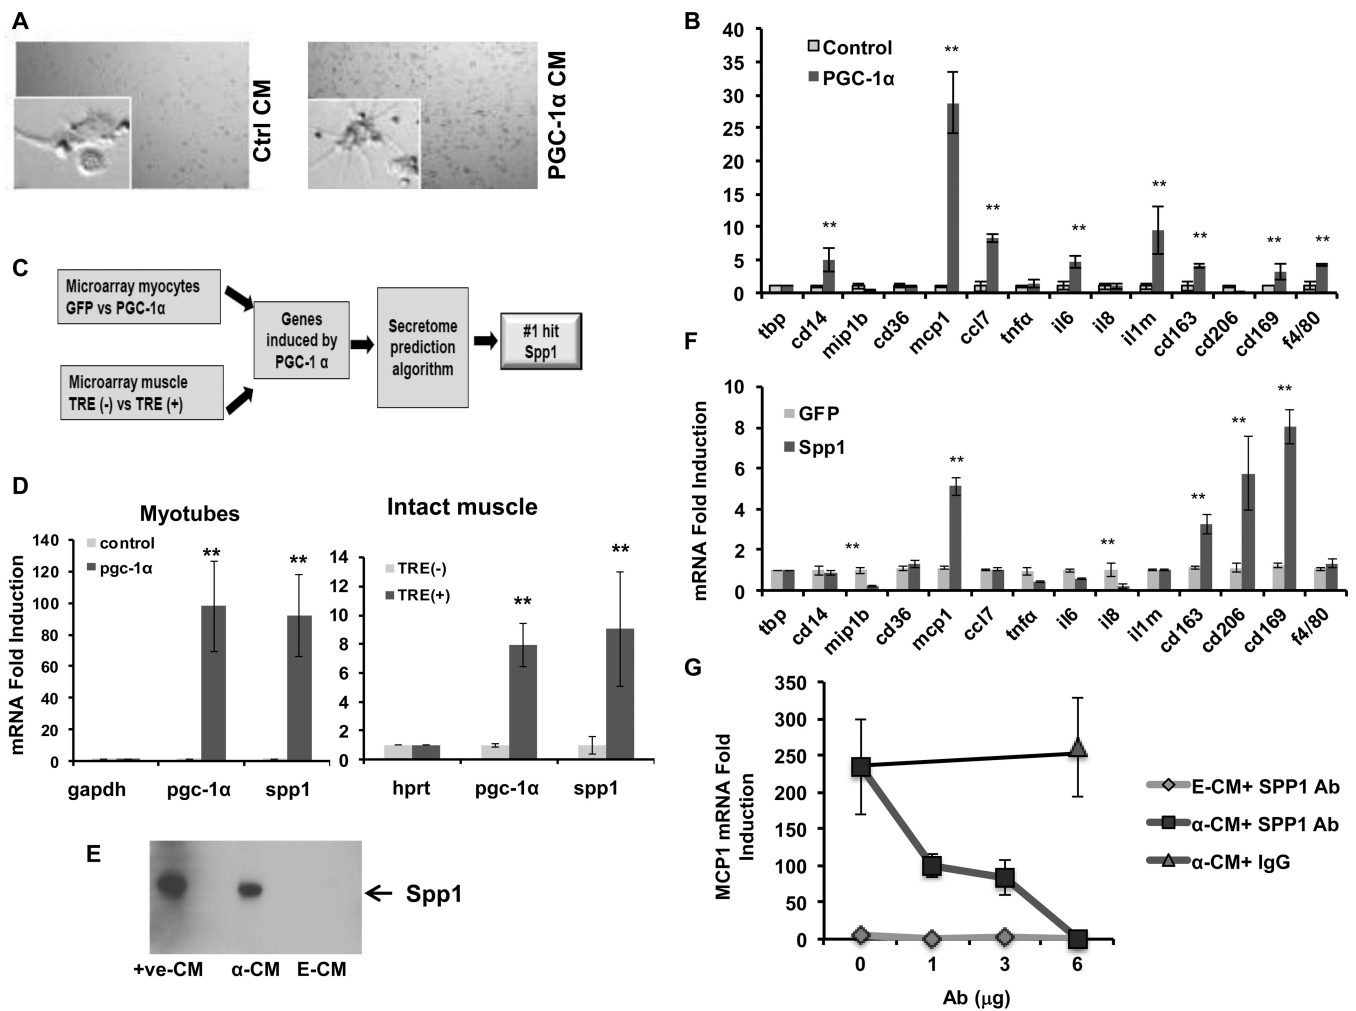 A
Ctrl CM
PGC-1α CM
B
40
35
30
25
20
15
10
5
0
Control
PGC-1α
**
**
**
**
**
**
**
**
tbp
cd14
mip1b
cd36
mcp1
ccl7
tnfα
il6
il8
il1m
cd163
cd206
cd169
f4/80
C
Microarray myocytes
GFP vs PGC-1α
Microarray muscle
TRE (-) vs TRE (+)
Genes
induced by
PGC-1 α
Secretome
prediction
algorithm
#1 hit
Spp1
D
Myotubes
mRNA Fold Induction
140
120
100
80
60
40
20
0
control
pgc-1α
**
**
gapdh
pgc-1α
spp1
Intact muscle
14
12
10
8
6
4
2
0
TRE(-)
TRE(+)
**
**
hprt
pgc-1α
spp1
E
Spp1
+ve-CM
α-CM
E-CM
F
mRNA Fold Induction
10
8
6
4
2
0
GFP
Spp1
**
**
**
**
**
**
tbp
cd14
mip1b
cd36
mcp1
ccl7
tnfα
il6
il8
il1m
cd163
cd206
cd169
f4/80
G
MCP1 mRNA Fold
Induction
350
300
250
200
150
100
50
0
0
1
3
6
Ab (µg)
E-CM+ SPP1 Ab
α-CM+ SPP1 Ab
α-CM+ IgG